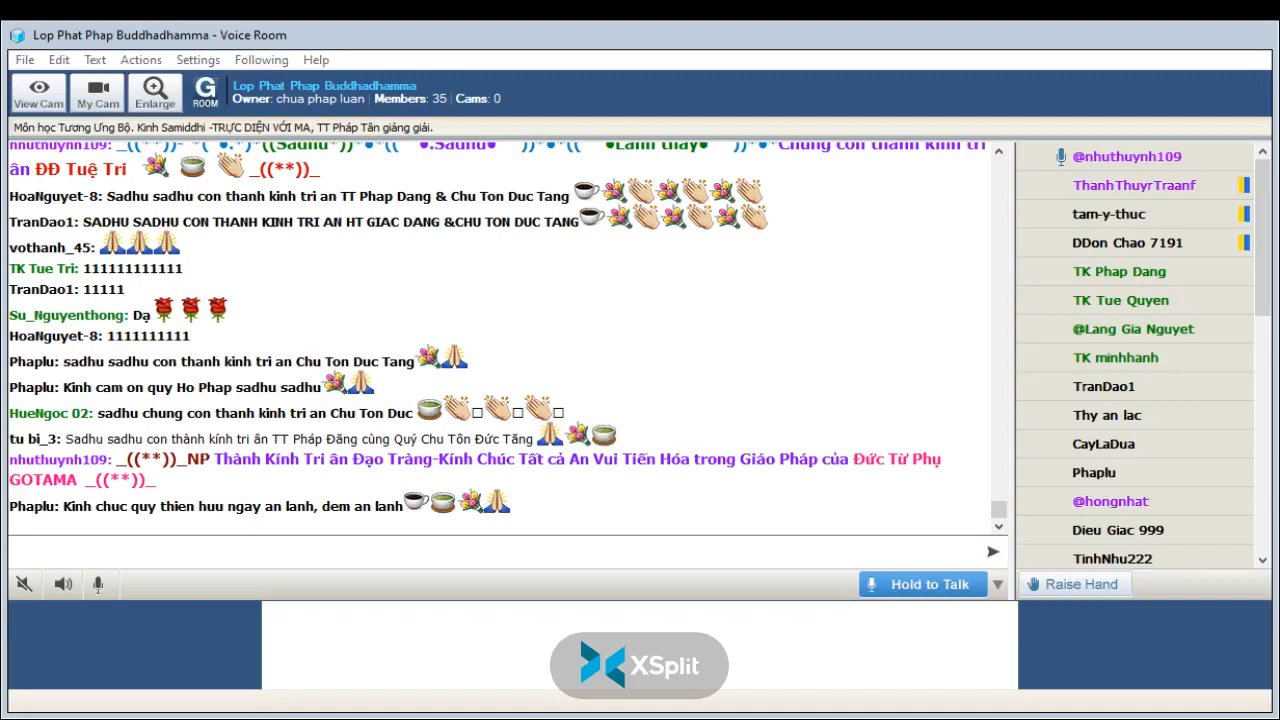 Lop Phat Phap Buddhadhamma - Voice Room
File Edit Text Actions Settings Following Help
View Cam My Cam Enlarge G ROOM
Lop Phat Phap Buddhadhamma
Owner: chua phap luan | Members: 35 | Cams: 0
Môn học Tương Ưng Bộ. Kinh Samiddhi -TRỰC DIỆN VỚI MA, TT Pháp Tân giảng giải.
ân ĐĐ Tuệ Tri _((**))_
HoaNguyet-8: Sadhu sadhu con thanh kinh tri an TT Phap Dang & Chu Ton Duc Tang
TranDao1: SADHU SADHU CON THANH KINH TRI AN HT GIAC DANG &CHU TON DUC TANG
vothanh_45:
TK Tue Tri: 111111111111
TranDao1: 11111
Su_Nguyenthong: Dạ
HoaNguyet-8: 1111111111
Phaplu: sadhu sadhu con thanh kinh tri an Chu Ton Duc Tang
Phaplu: Kinh cam on quy Ho Phap sadhu sadhu
HueNgoc 02: sadhu chung con thanh kinh tri an Chu Ton Duc
tu bi_3: Sadhu sadhu con thành kính tri ân TT Pháp Đăng cùng Quý Chu Tôn Đức Tăng
nhuthuynh109: _((**))_NP Thành Kính Tri ân Đạo Tràng-Kính Chúc Tất cả An Vui Tiến Hóa trong Giáo Pháp của Đức Từ Phụ
GOTAMA _((**))_
Phaplu: Kinh chuc quy thien huu ngay an lanh, dem an lanh
@nhuthuynh109
ThanhThuyrTraanf
tam-y-thuc
DDon Chao 7191
TK Phap Dang
TK Tue Quyen
@Lang Gia Nguyet
TK minhhanh
TranDao1
Thy an lac
CayLaDua
Phaplu
@hongnhat
Dieu Giac 999
TinhNhu222
Hold to Talk
Raise Hand
XSplit